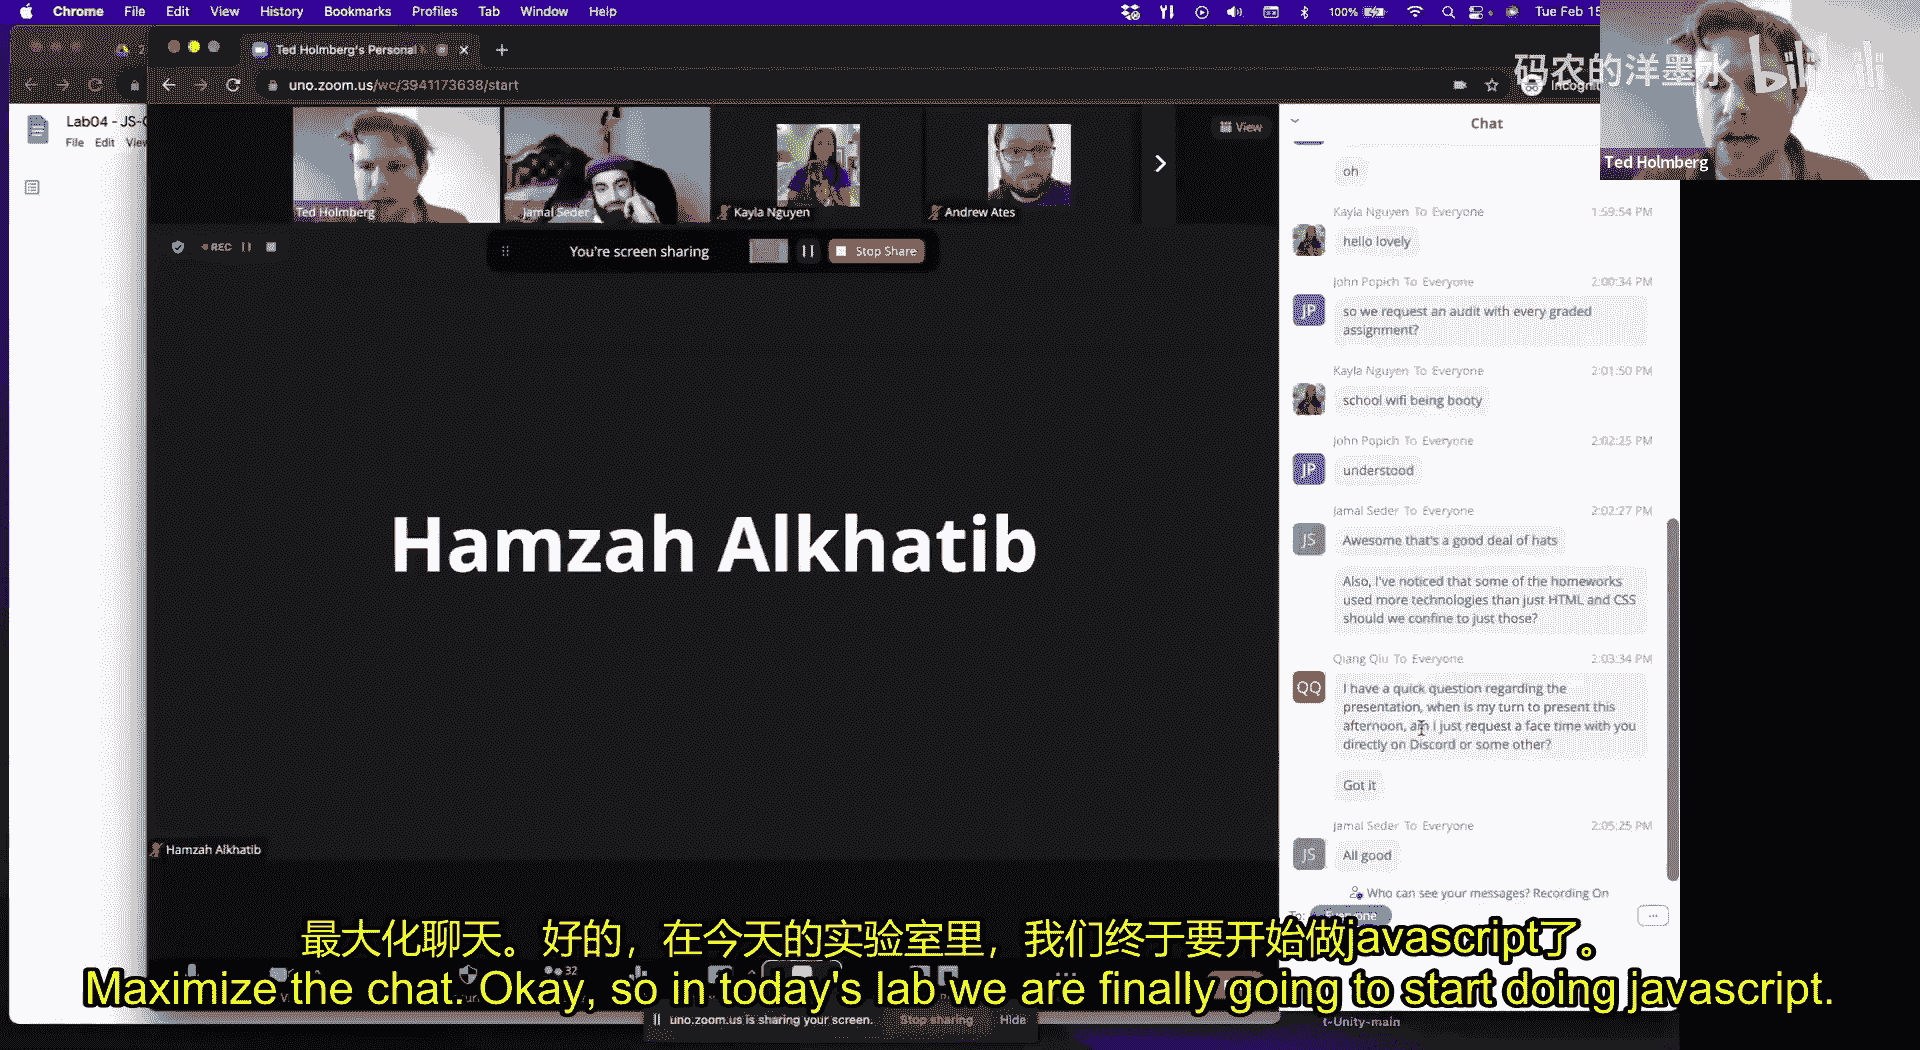 Chrome File Edit View History Bookmarks Profiles Tab Window Help
100%
Tue Feb 15
Ted Holmberg's Personal
uno.zoom.us/wc/3941173638/start
码农的洋墨水
bilibili
Ted Holmberg
Lab04 - JS-
File Edit View
Ted Holmberg
Jamal Seder
Kayla Nguyen
Andrew Ates
View
REC
You're screen sharing
Stop Share
Hamzah Alkhatib
Hamzah Alkhatib
Chat
oh
Kayla Nguyen To Everyone 1:59:54 PM
hello lovely
John Popich To Everyone 2:00:34 PM
JP
so we request an audit with every graded
assignment?
Kayla Nguyen To Everyone 2:01:50 PM
school wifi being booty
John Popich To Everyone 2:02:25 PM
JP
understood
Jamal Seder To Everyone 2:02:27 PM
JS
Awesome that's a good deal of hats
Also, I've noticed that some of the homeworks
used more technologies than just HTML and CSS
should we confine to just those?
Qiang Qiu To Everyone 2:03:34 PM
QQ
I have a quick question regarding the
presentation, when is my turn to present this
afternoon, am I just request a face time with you
directly on Discord or some other?
Got it
Jamal Seder To Everyone 2:05:25 PM
JS
All good
Who can see your messages? Recording On
To: Everyone
32
最大化聊天。好的，在今天的实验室里，我们终于要开始做javascript了。
Maximize the chat. Okay, so in today's lab we are finally going to start doing javascript.
uno.zoom.us is sharing your screen.
Stop sharing
Hide
t-Unity-main